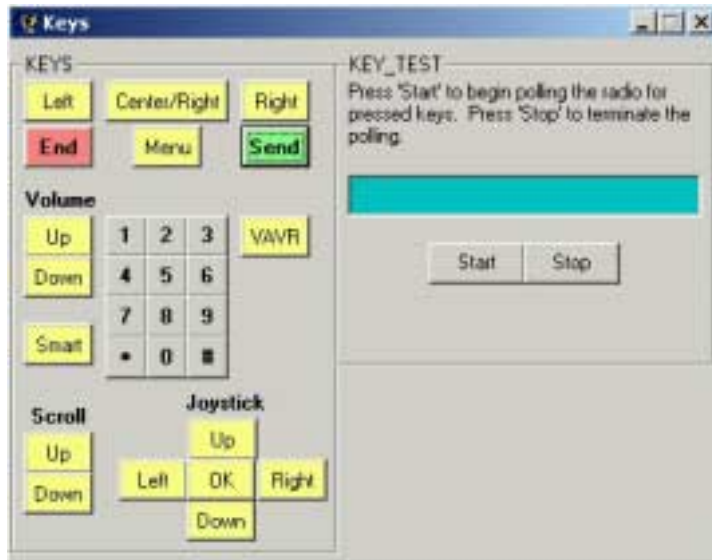 Keys
KEYS
Left Center/Right Right
End Menu Send
Volume
Up 1 2 3 VAVR
Down 4 5 6
7 8 9
Smart
* 0 #
Scroll
Joystick
Up
Up
Left OK Right
Down
Down
KEY_TEST
Press 'Start' to begin polling the radio for
pressed keys. Press 'Stop' to terminate the
polling.
Start Stop